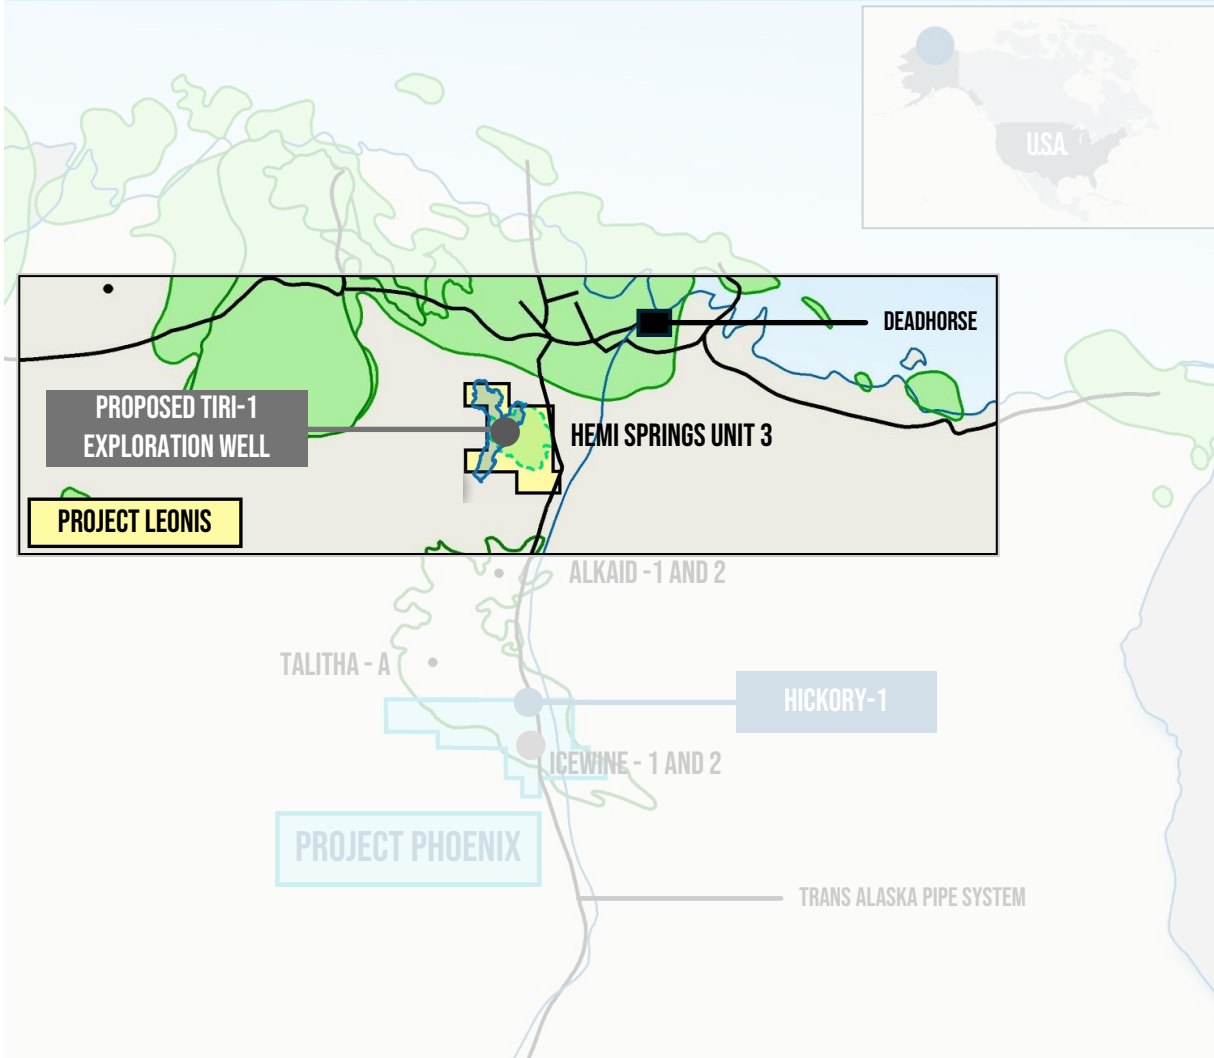 U.S.A.
DEADHORSE
PROPOSED TIRI-1
EXPLORATION WELL
HEMI SPRINGS UNIT 3
PROJECT LEONIS
ALKAID -1 AND 2
TALITHA - A
HICKORY-1
ICEWINE - 1 AND 2
PROJECT PHOENIX
TRANS ALASKA PIPE SYSTEM